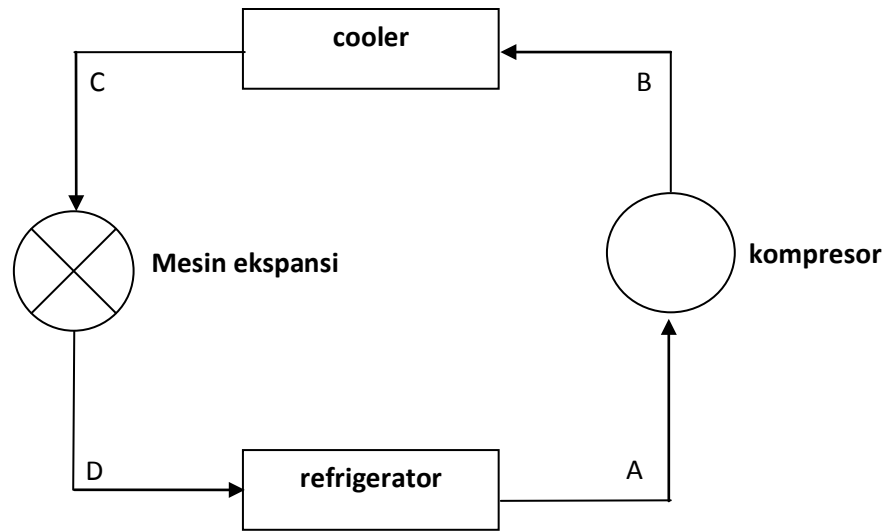 cooler
C
B
Mesin ekspansi
kompresor
D
refrigerator
A